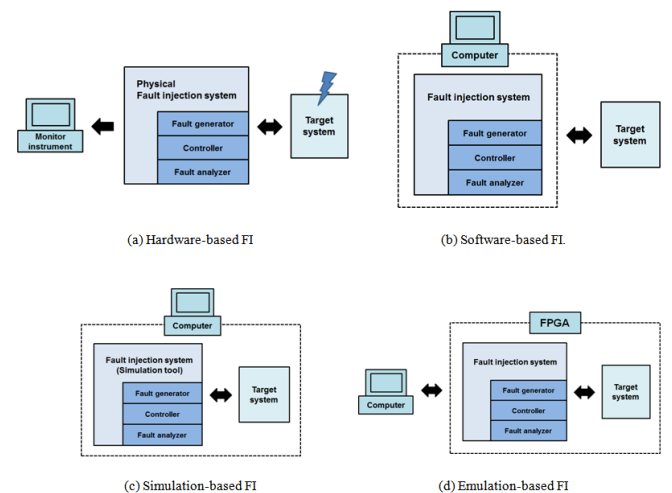 Physical
Fault injection system
Fault generator
Controller
Fault analyzer
Monitor
instrument
Target
system
(a) Hardware-based FI
Computer
Fault injection system
Fault generator
Controller
Fault analyzer
Target
system
(b) Software-based FI.
Computer
Fault injection system
(Simulation tool)
Fault generator
Controller
Fault analyzer
Target
system
(c) Simulation-based FI
FPGA
Fault injection system
Fault generator
Controller
Fault analyzer
Computer
Target
system
(d) Emulation-based FI